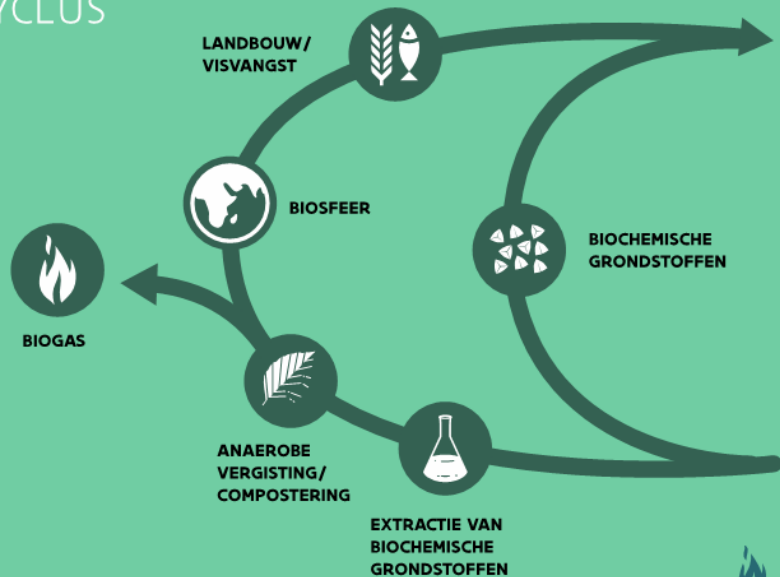 YCLUS
LANDBOUW/
VISVANGST
BIOSFEER
BIOCHEMISCHE
GRONDSTOFFEN
BIOGAS
ANAEROBE
VERGISTING/
COMPOSTERING
EXTRACTIE VAN
BIOCHEMISCHE
GRONDSTOFFEN